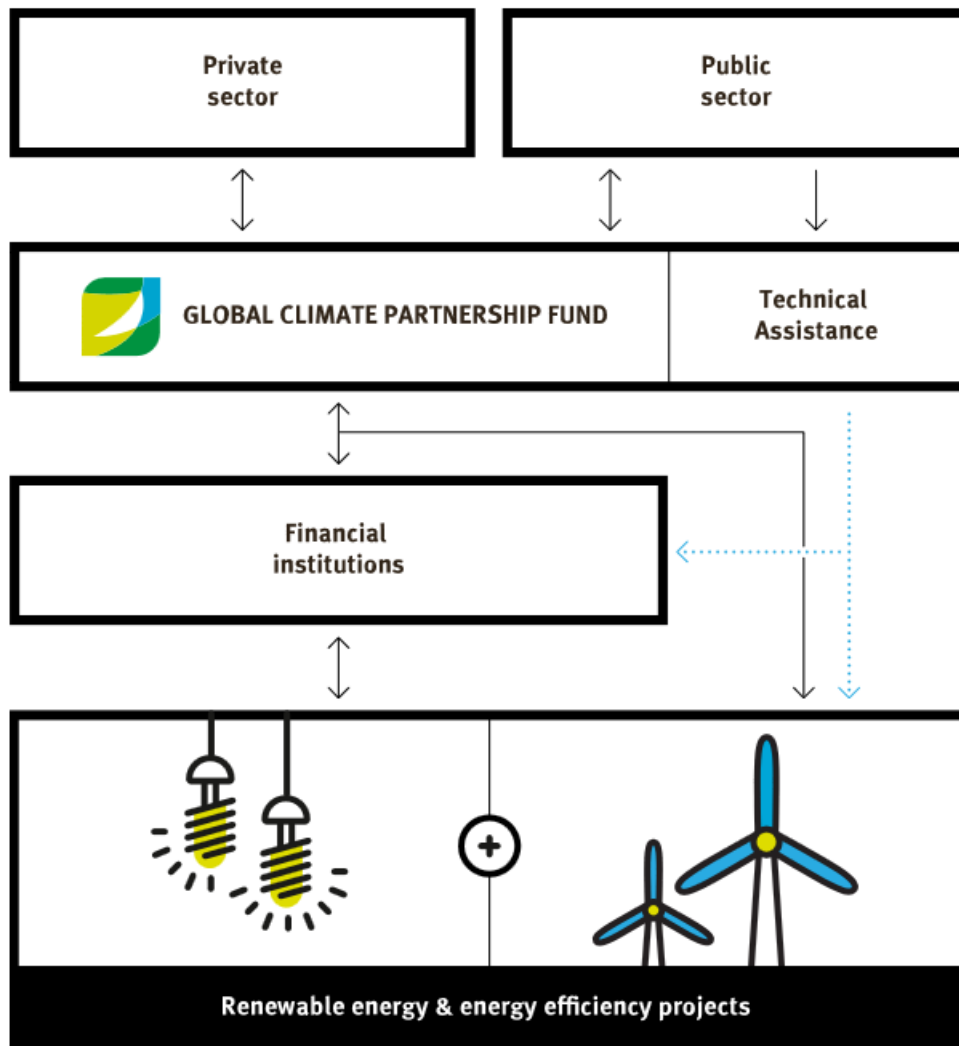 Private
sector
Public
sector
GLOBAL CLIMATE PARTNERSHIP FUND
Technical
Assistance
Financial
institutions
Renewable energy & energy efficiency projects